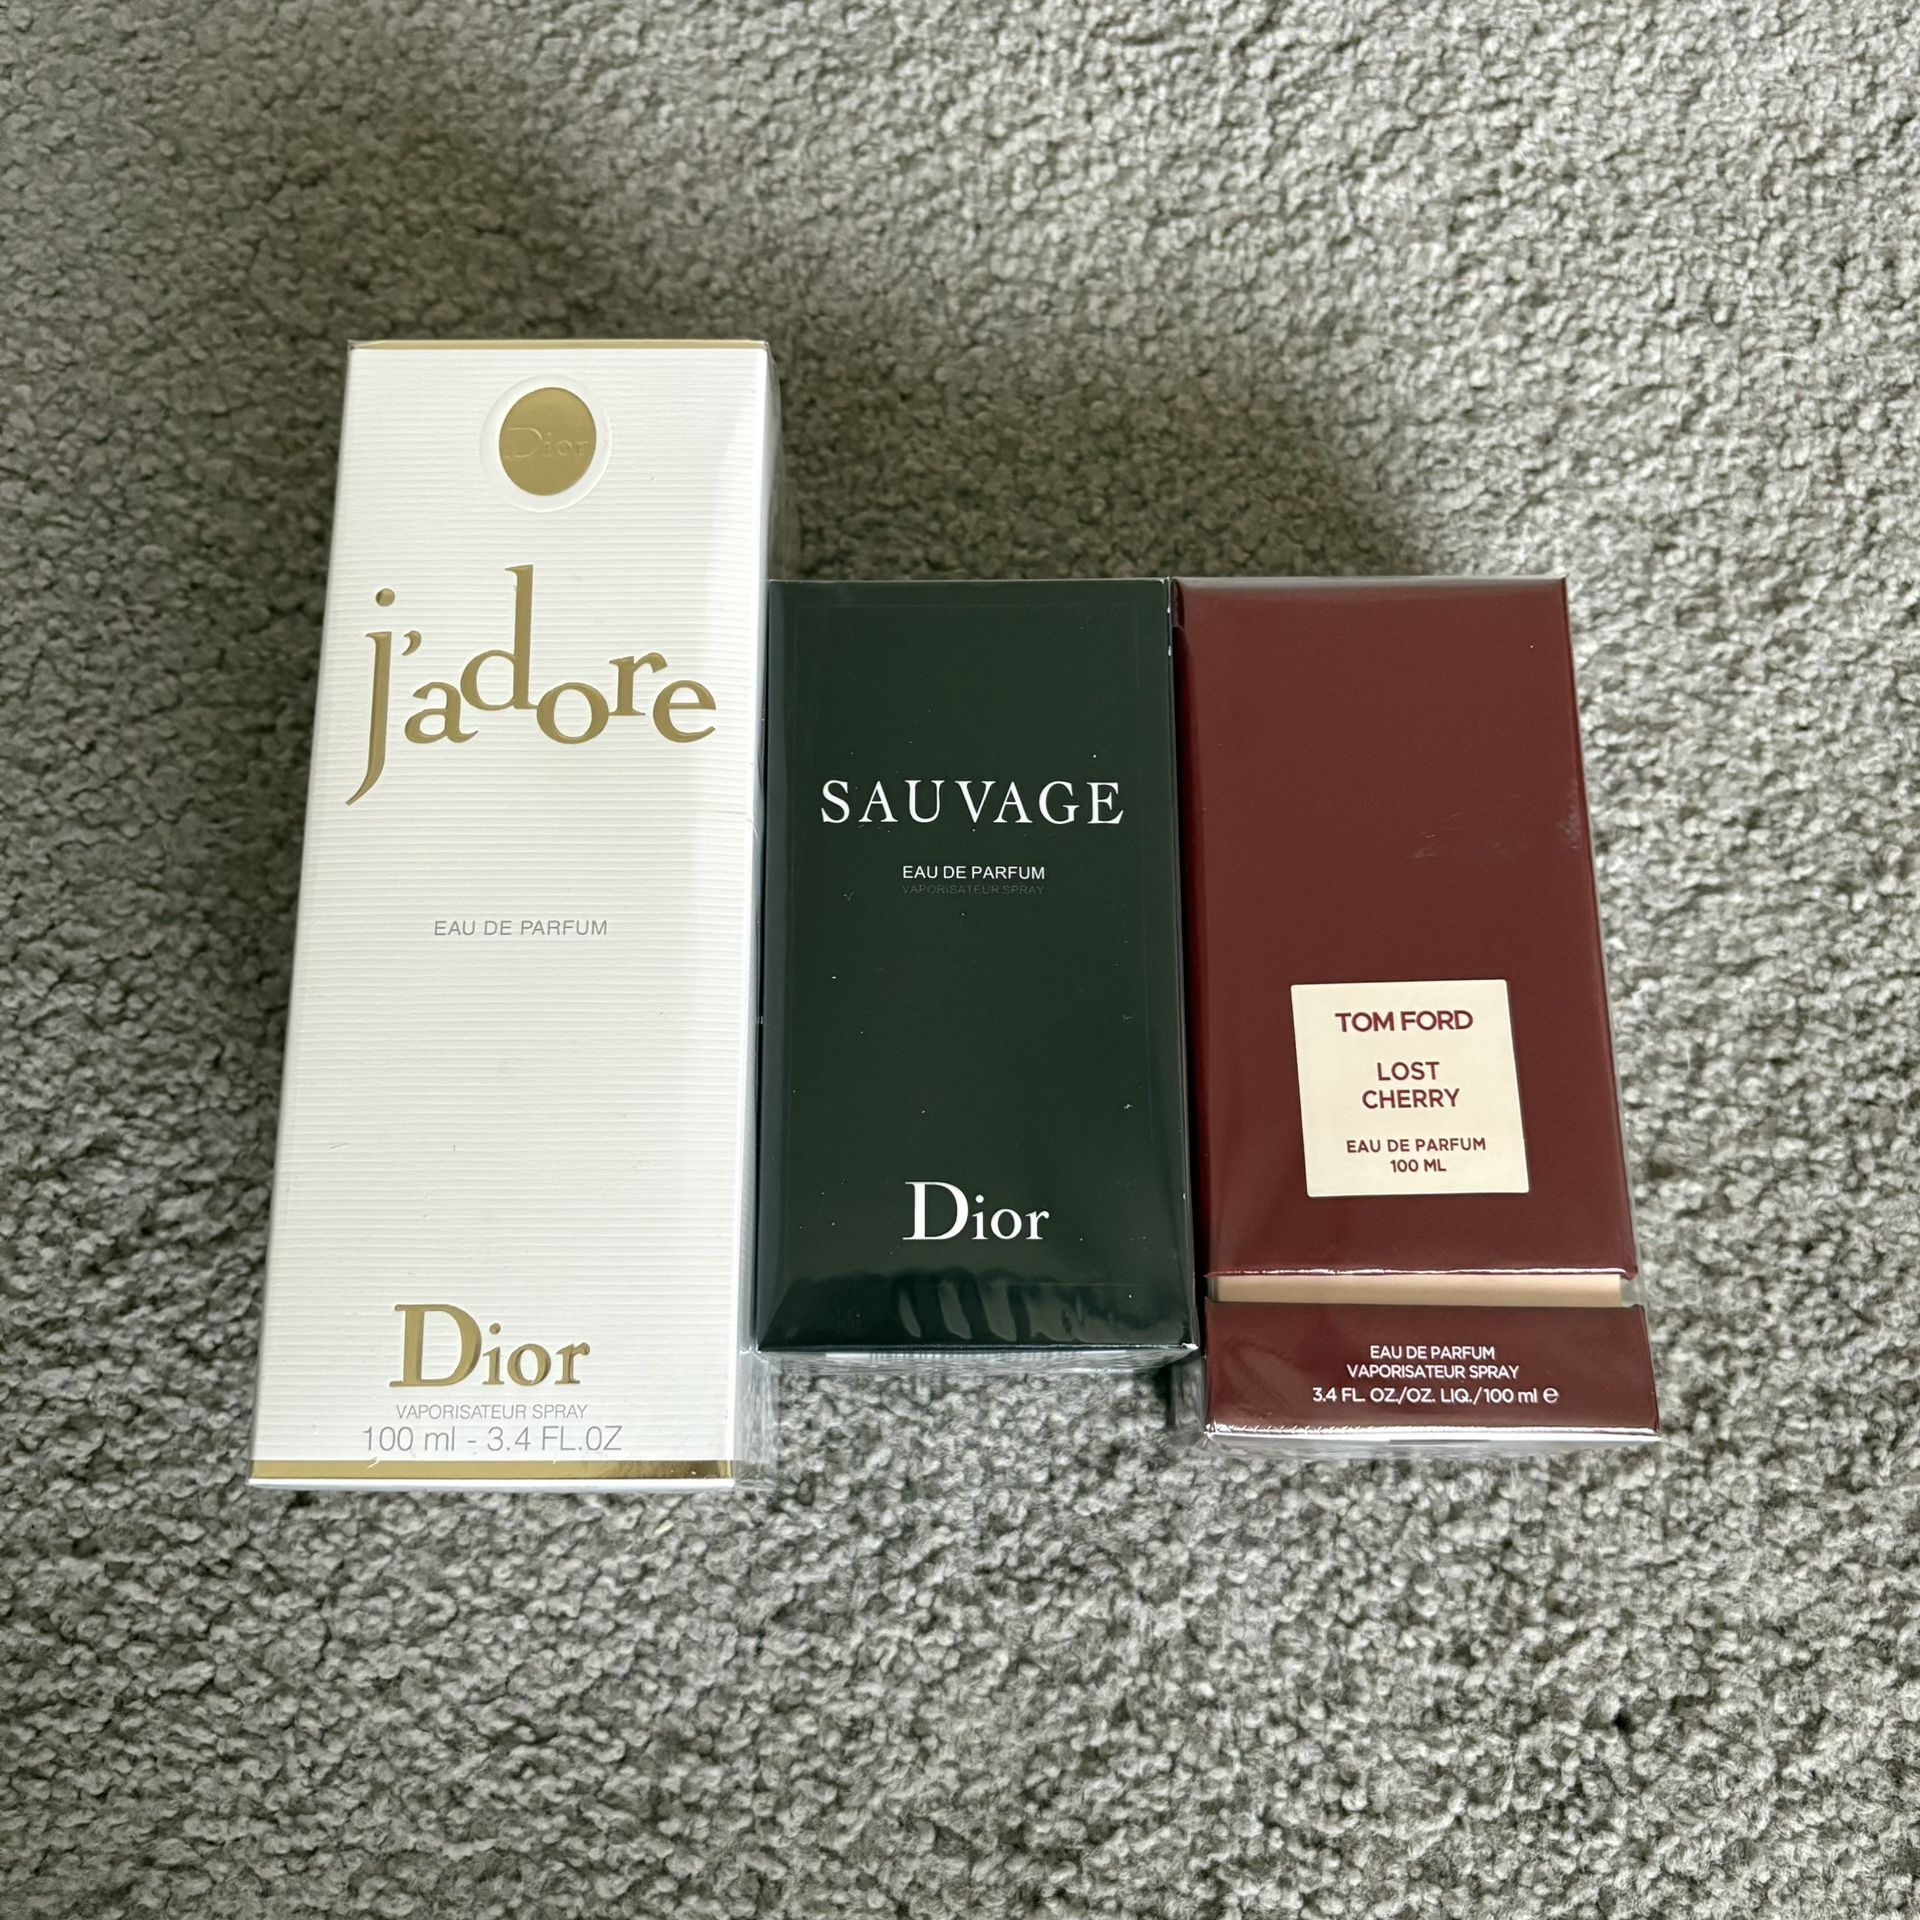 Dior
j'adore
EAU DE PARFUM
Dior
VAPORISATEUR SPRAY
100 ml - 3.4 FL.OZ
SAUVAGE
EAU DE PARFUM
VAPORISATEUR SPRAY
Dior
TOM FORD
LOST
CHERRY
EAU DE PARFUM
100 ML
EAU DE PARFUM
VAPORISATEUR SPRAY
3.4 FL. OZ./OZ. LIQ./100 ml ℮